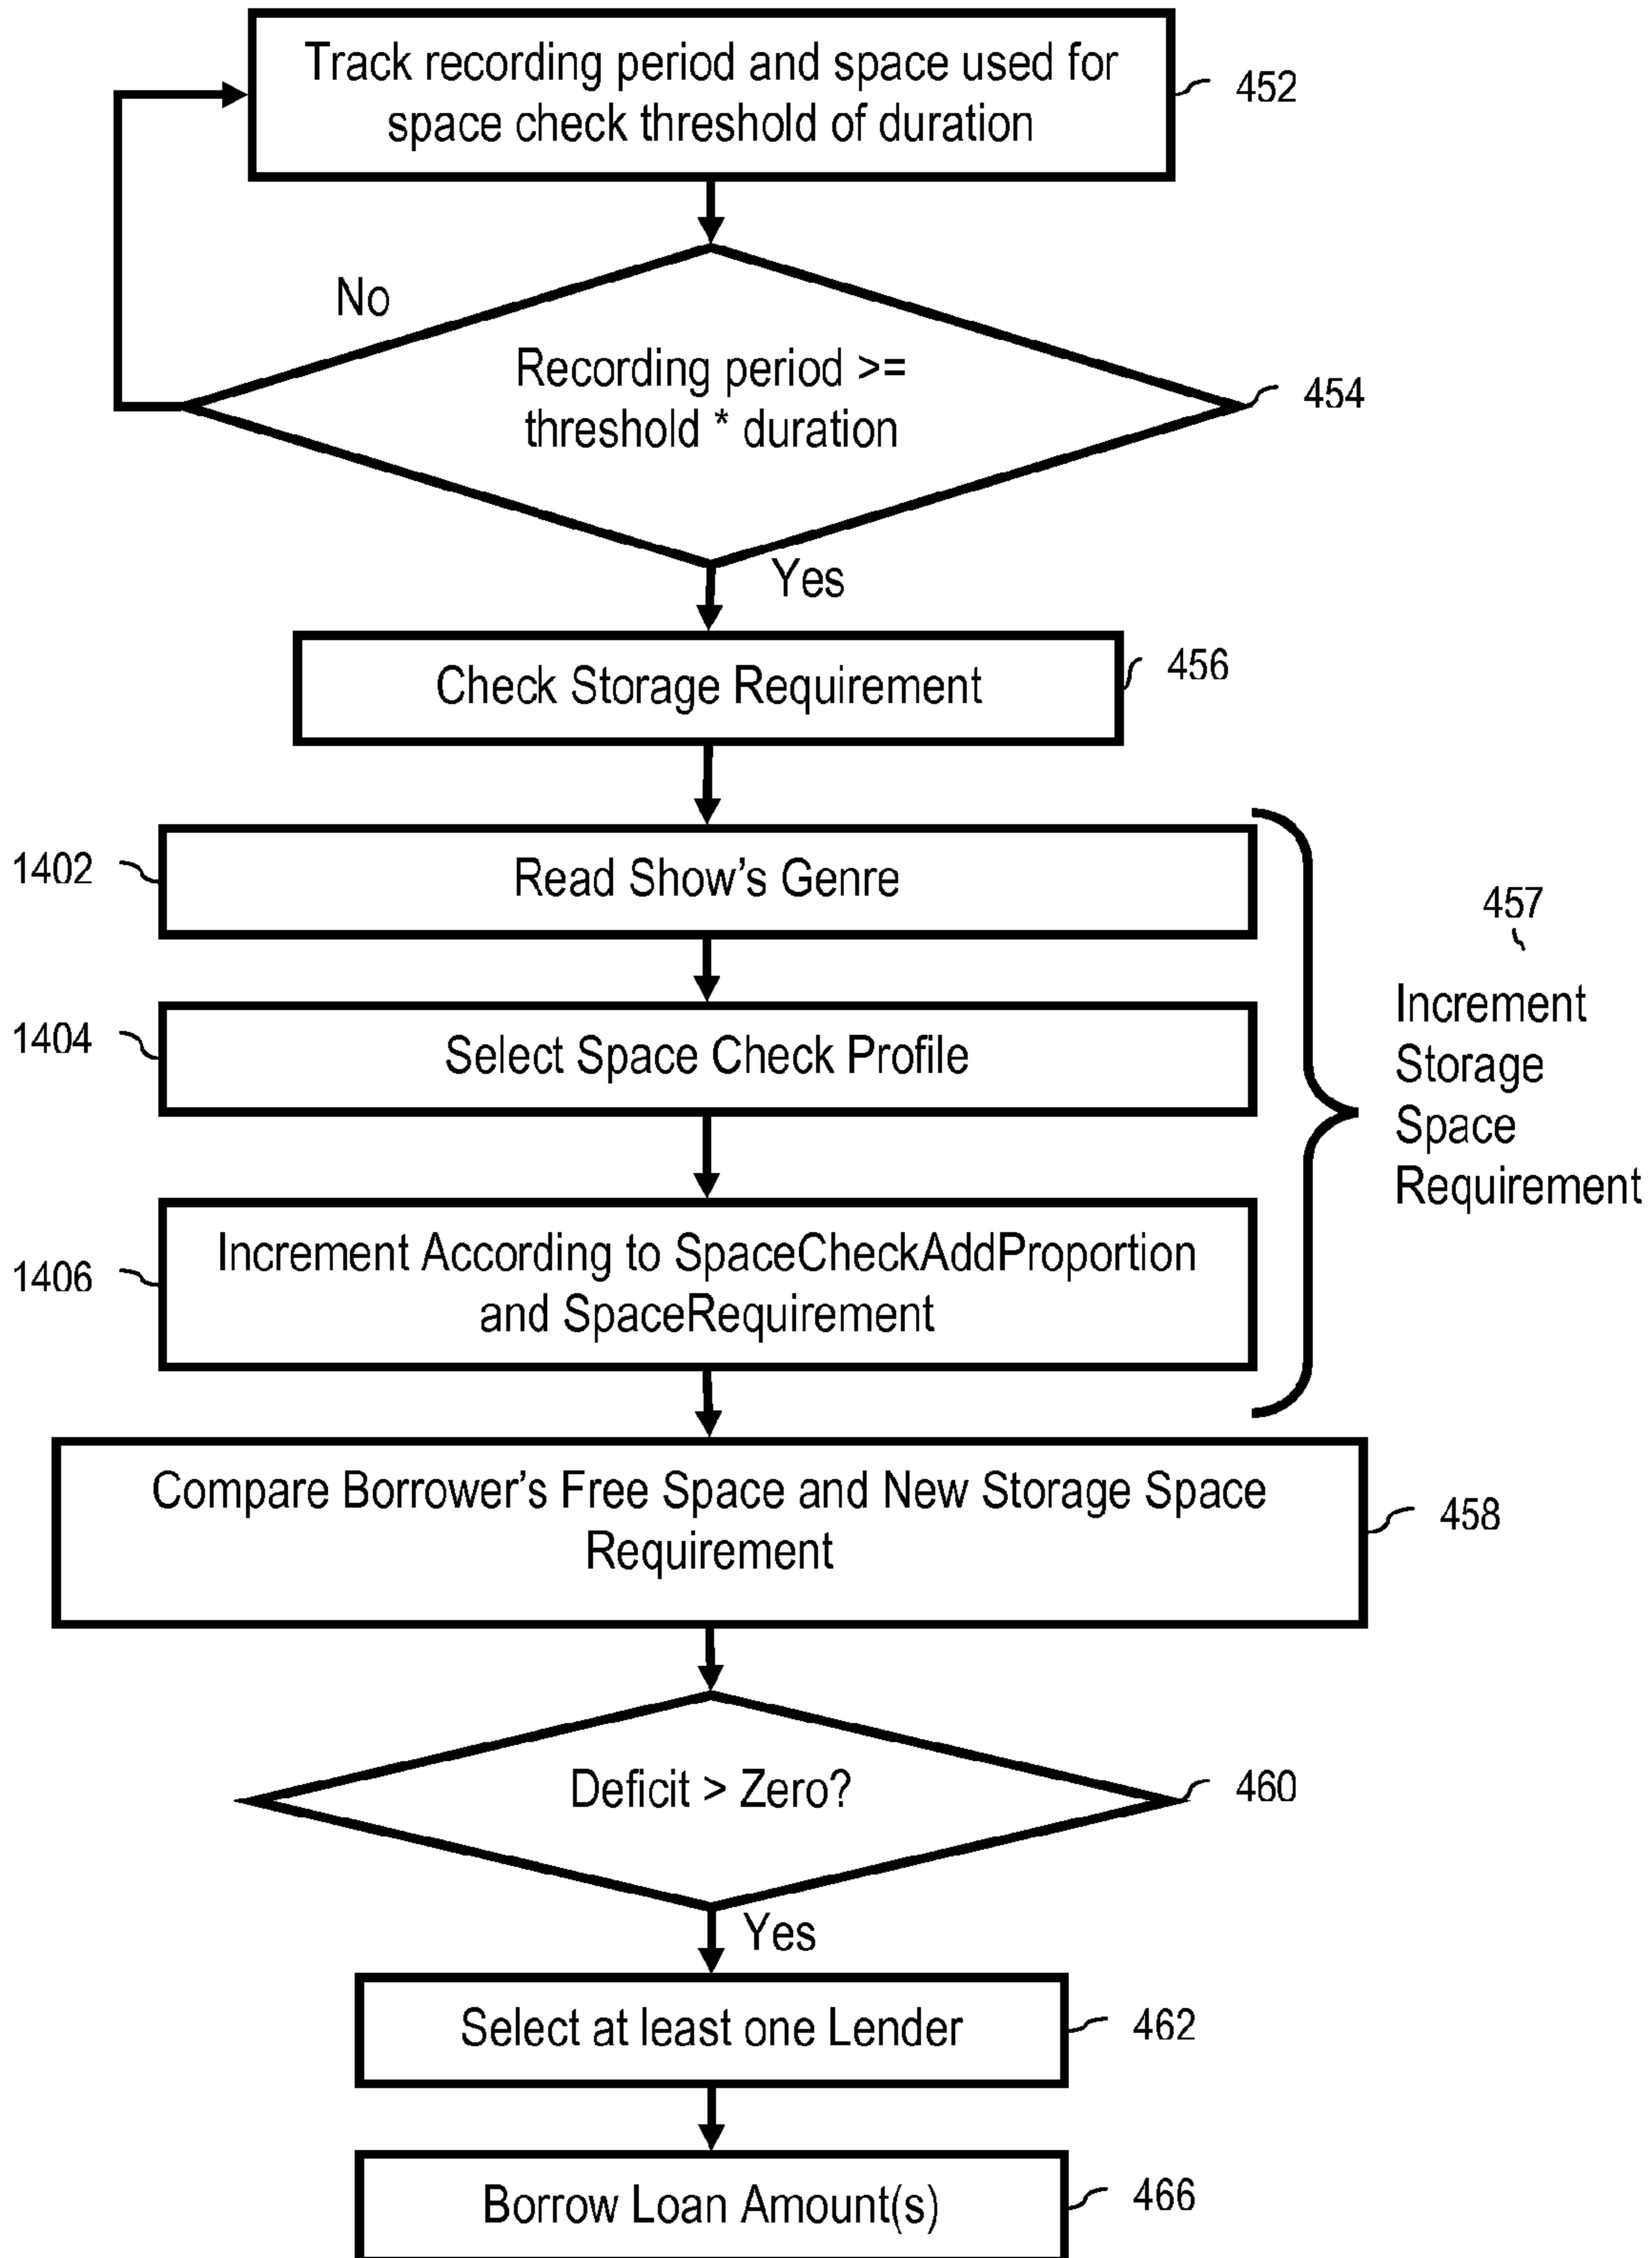 Track recording period and space used for
space check threshold of duration
452
No
Recording period >=
threshold * duration
454
Yes
Check Storage Requirement
456
1402
Read Show's Genre
457
Increment
Storage
Space
Requirement
1404
Select Space Check Profile
1406
Increment According to SpaceCheckAddProportion
and SpaceRequirement
Compare Borrower's Free Space and New Storage Space
Requirement
458
Deficit > Zero?
460
Yes
Select at least one Lender
462
Borrow Loan Amount(s)
466